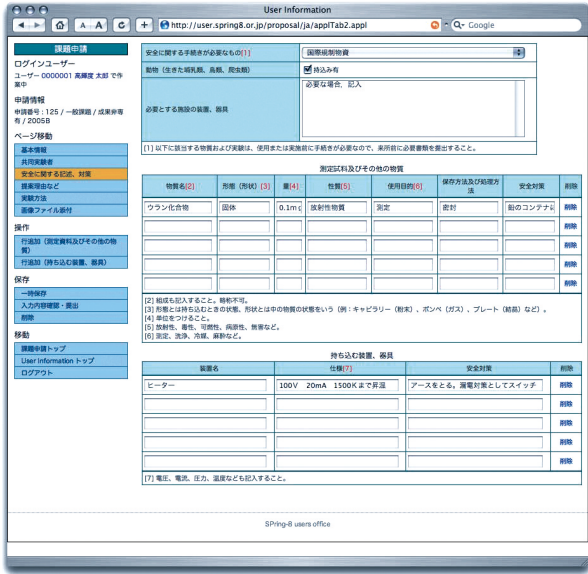 User Information
A A
http://user.spring8.or.jp/proposal/ja/applTab2.appl
Google
課題申請
ログインユーザー
ユーザー 0000001 高輝度 太郎 で作
業中
申請情報
申請番号:125 / 一般課題 / 成果非専
有 / 2005B
ページ移動
基本情報
共同実験者
安全に関する記述、対策
提案理由など
実験方法
画像ファイル添付
操作
行追加(測定資料及びその他の物
質)
行追加(持ち込む装置、器具)
保存
一時保存
入力内容確認・提出
削除
移動
課題申請トップ
User Information トップ
ログアウト
安全に関する手続きが必要なもの[1] 国際規制物資
動物(生きた哺乳類、鳥類、爬虫類) 持込み有
必要とする施設の装置、器具 必要な場合、記入
[1] 以下に該当する物質および実験は、使用または実施前に手続きが必要なので、来所前に必要書類を提出すること。
測定試料及びその他の物質
物質名[2] 形態(形状)[3] 量[4] 性質[5] 使用目的[6] 保存方法及び処理方法 安全対策 削除
ウラン化合物 固体 0.1mg 放射性物質 測定 密封 鉛のコンテナに 削除
削除
削除
削除
削除
[2] 組成も記入すること。略称不可。
[3] 形態とは持ち込むときの状態、形状とは中の物質の状態をいう(例:キャピラリー(粉末)、ボンベ(ガス)、プレート(結晶)など)。
[4] 単位をつけること。
[5] 放射性、毒性、可燃性、病原性、無害など。
[6] 測定、洗浄、冷媒、麻酔など。
持ち込む装置、器具
装置名 仕様[7] 安全対策 削除
ヒーター 100V 20mA 1500Kまで昇温 アースをとる。漏電対策としてスイッチ 削除
削除
削除
削除
削除
[7] 電圧、電流、圧力、温度なども記入すること。
SPring-8 users office